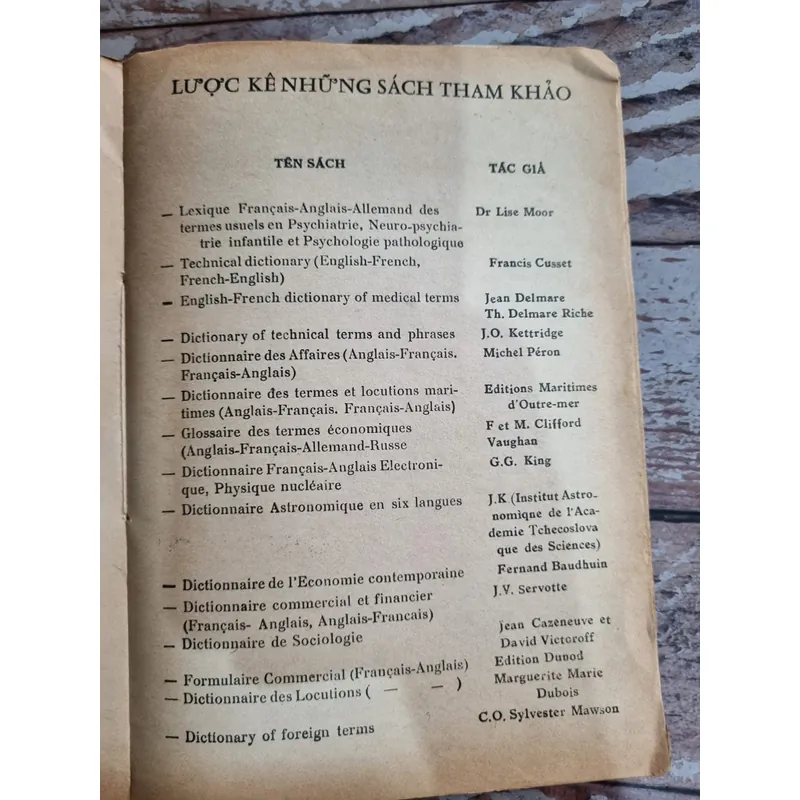 LƯỢC KÊ NHỮNG SÁCH THAM KHẢO
TÊN SÁCH TÁC GIẢ
— Lexique Français-Anglais-Allemand des Dr Lise Moor
termes usuels en Psychiatrie, Neuro-psychia-
trie infantile et Psychologie pathologique
— Technical dictionary (English-French, Francis Cusset
French-English)
— English-French dictionary of medical terms Jean Delmare
Th. Delmare Riche
— Dictionary of technical terms and phrases J.O. Kettridge
— Dictionnaire des Affaires (Anglais-Français. Michel Péron
Français-Anglais)
— Dictionnaire des termes et locutions mari- Editions Maritimes
times (Anglais-Français. Français-Anglais) d'Outre-mer
— Glossaire des termes économiques F et M. Clifford
(Anglais-Français-Allemand-Russe Vaughan
— Dictionnaire Français-Anglais Electroni- G.G. King
que, Physique nucléaire
— Dictionnaire Astronomique en six langues J.K (Institut Astro-
nomique de l'Aca-
demie Tchecoslova
que des Sciences)
— Dictionnaire de l'Economie contemporaine Fernand Baudhuin
— Dictionnaire commercial et financier J.V. Servotte
(Français- Anglais, Anglais-Francais)
— Dictionnaire de Sociologie Jean Cazeneuve et
David Victoroff
— Formulaire Commercial (Français-Anglais) Edition Dunod
— Dictionnaire des Locutions ( — — ) Marguerite Marie
Dubois
— Dictionary of foreign terms C.O. Sylvester Mawson